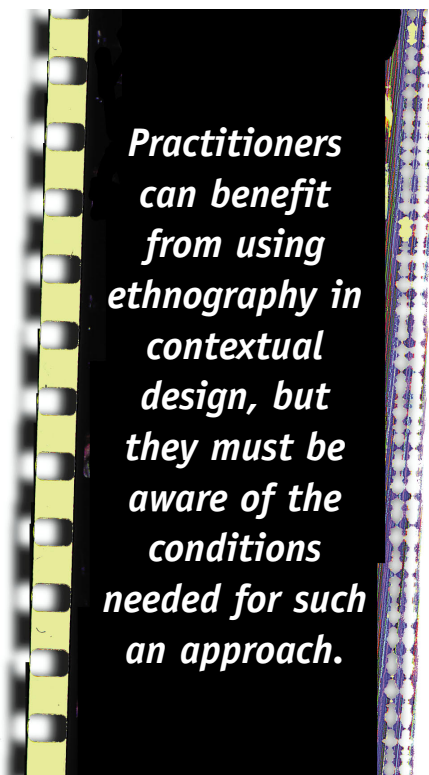 Practitioners
can benefit
from using
ethnography in
contextual
design, but
they must be
aware of the
conditions
needed for such
an approach.